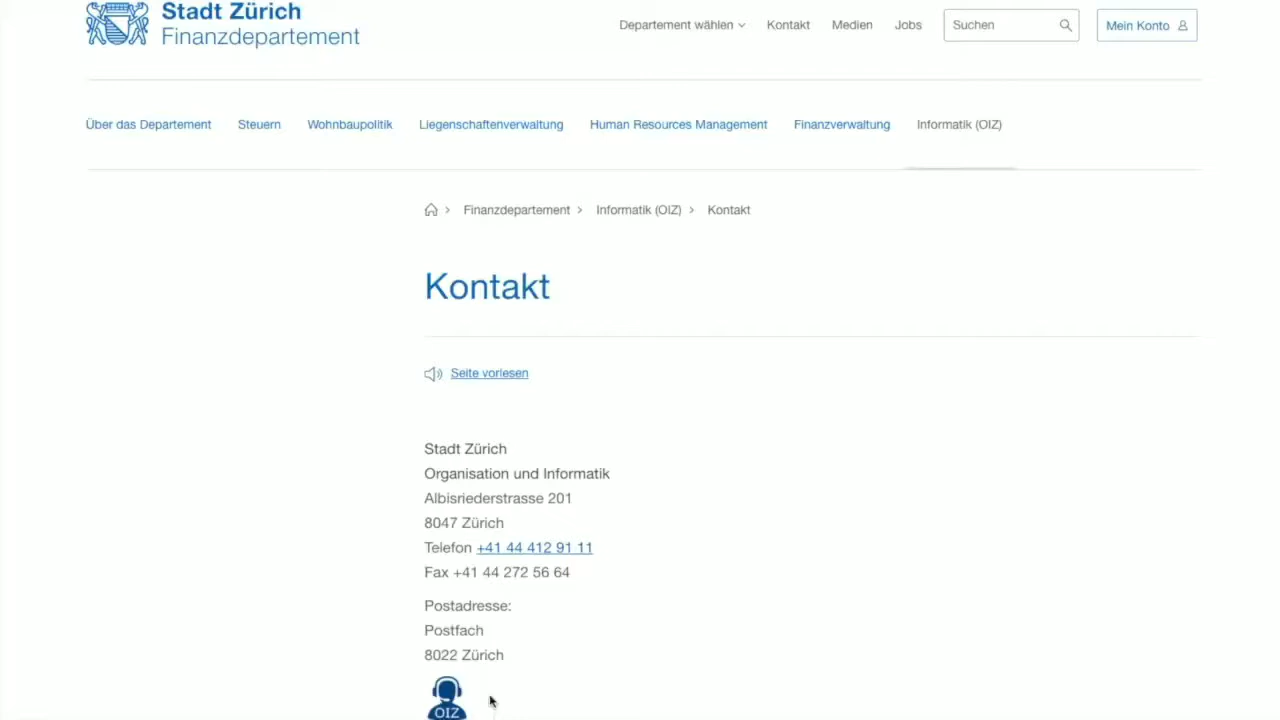 Stadt Zürich
Finanzdepartement
Departement wählen Kontakt Medien Jobs Suchen Mein Konto
Über das Departement Steuern Wohnbaupolitik Liegenschaftenverwaltung Human Resources Management Finanzverwaltung Informatik (OIZ)
Finanzdepartement Informatik (OIZ) Kontakt
Kontakt
Seite vorlesen
Stadt Zürich
Organisation und Informatik
Albisriederstrasse 201
8047 Zürich
Telefon +41 44 412 91 11
Fax +41 44 272 56 64
Postadresse:
Postfach
8022 Zürich
OIZ